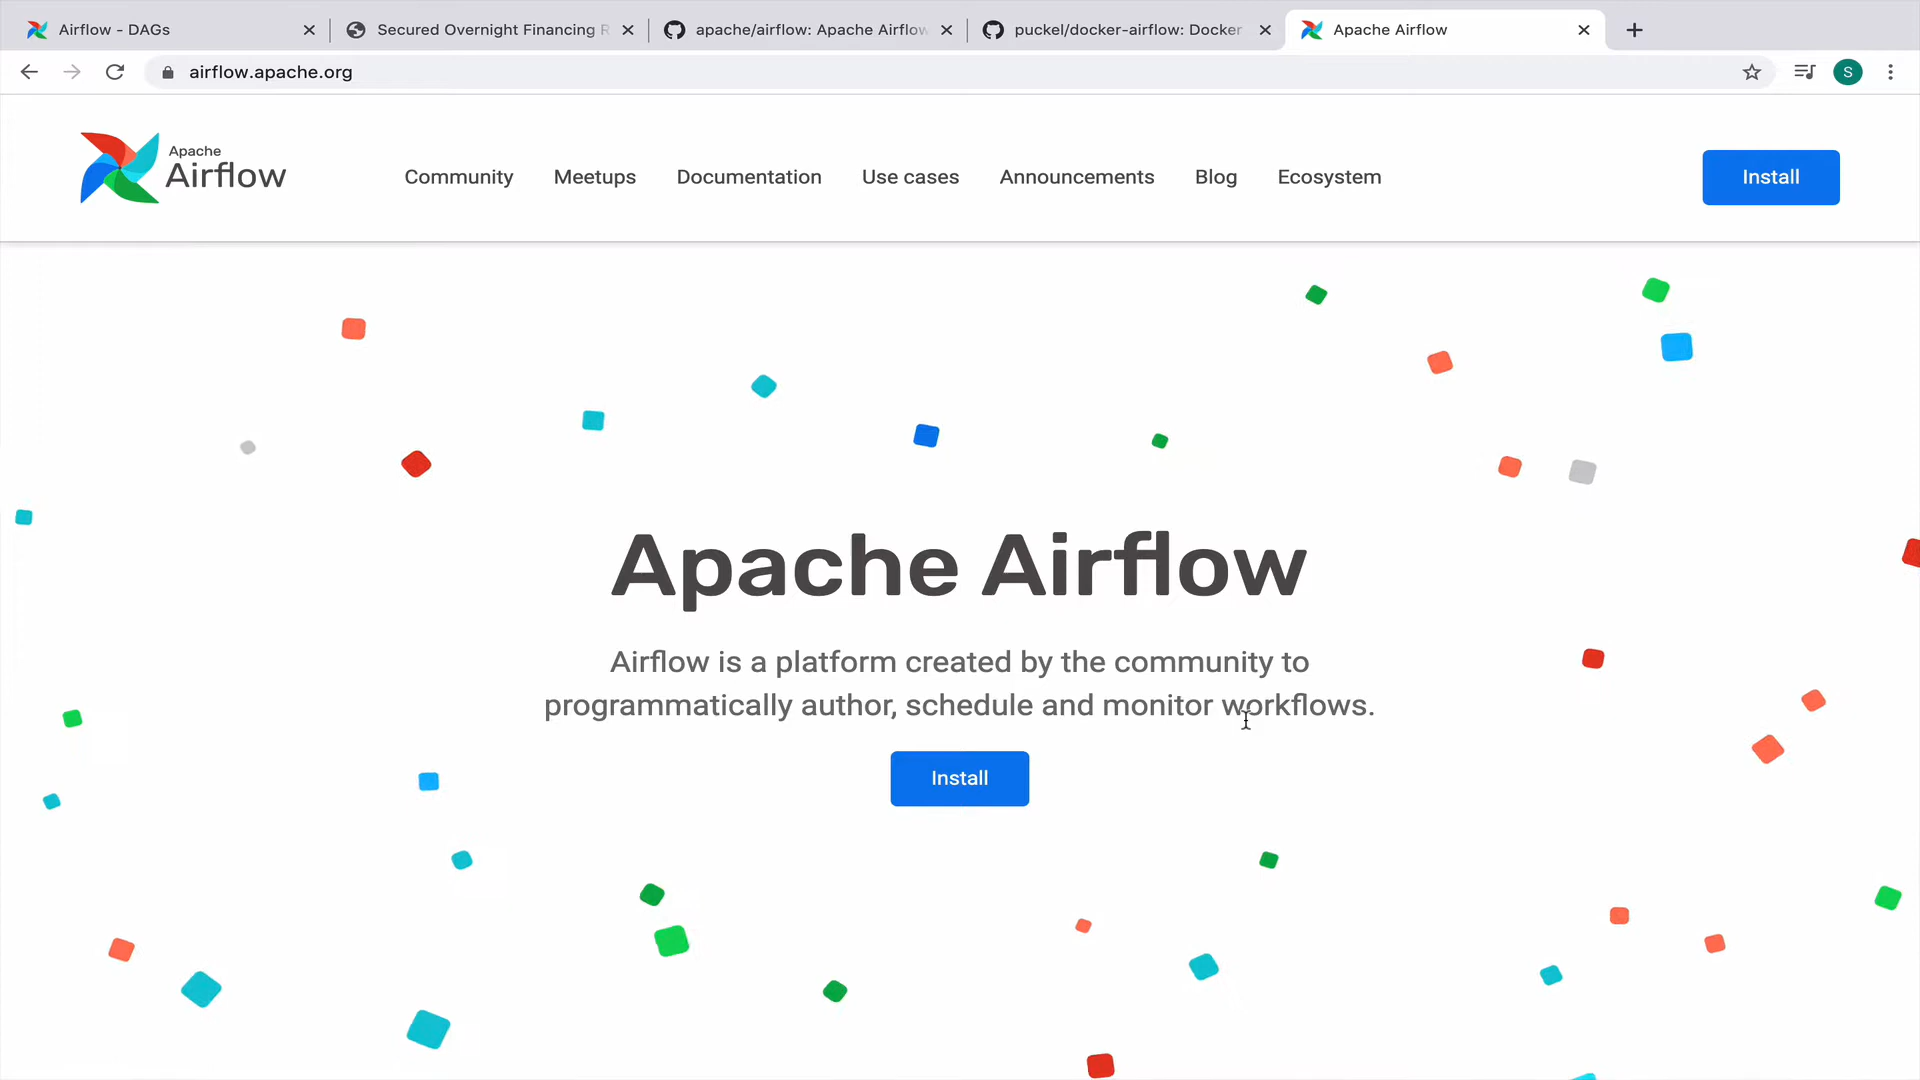 Airflow - DAGs
Secured Overnight Financing R
apache/airflow: Apache Airflow
puckel/docker-airflow: Docker
Apache Airflow
airflow.apache.org
S
Apache
Airflow
Community
Meetups
Documentation
Use cases
Announcements
Blog
Ecosystem
Install
Apache Airflow
Airflow is a platform created by the community to
programmatically author, schedule and monitor workflows.
Install